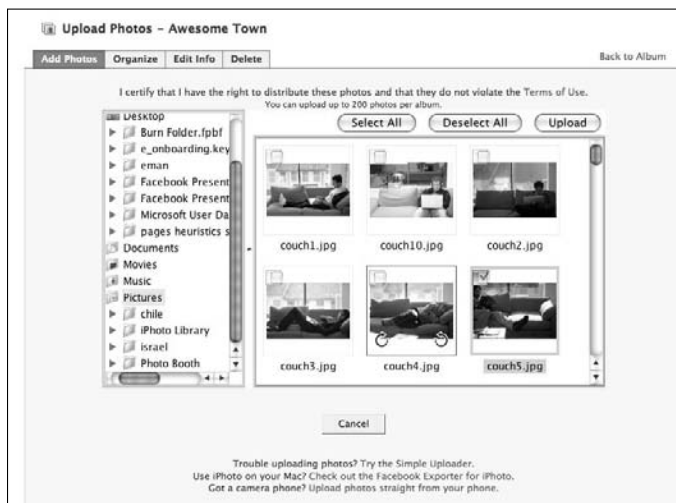 Upload Photos – Awesome Town
Add Photos Organize Edit Info Delete
Back to Album
I certify that I have the right to distribute these photos and that they do not violate the Terms of Use.
You can upload up to 200 photos per album.
Select All Deselect All Upload
Desktop
Burn Folder.fpbf
e_onboarding.key
eman
Facebook Present
Facebook Present
Microsoft User Da
pages heuristics s
Documents
Movies
Music
Pictures
chile
iPhoto Library
israel
Photo Booth
couch1.jpg couch10.jpg couch2.jpg
couch3.jpg couch4.jpg couch5.jpg
Cancel
Trouble uploading photos? Try the Simple Uploader.
Use iPhoto on your Mac? Check out the Facebook Exporter for iPhoto.
Got a camera phone? Upload photos straight from your phone.